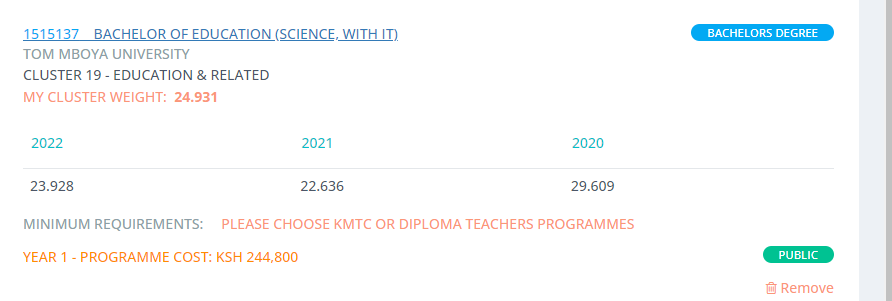 1515137 BACHELOR OF EDUCATION (SCIENCE, WITH IT) BACHELORS DEGREE
TOM MBOYA UNIVERSITY
CLUSTER 19 - EDUCATION & RELATED
MY CLUSTER WEIGHT: 24.931
2022 2021 2020
23.928 22.636 29.609
MINIMUM REQUIREMENTS: PLEASE CHOOSE KMTC OR DIPLOMA TEACHERS PROGRAMMES
YEAR 1 - PROGRAMME COST: KSH 244,800 PUBLIC
Remove